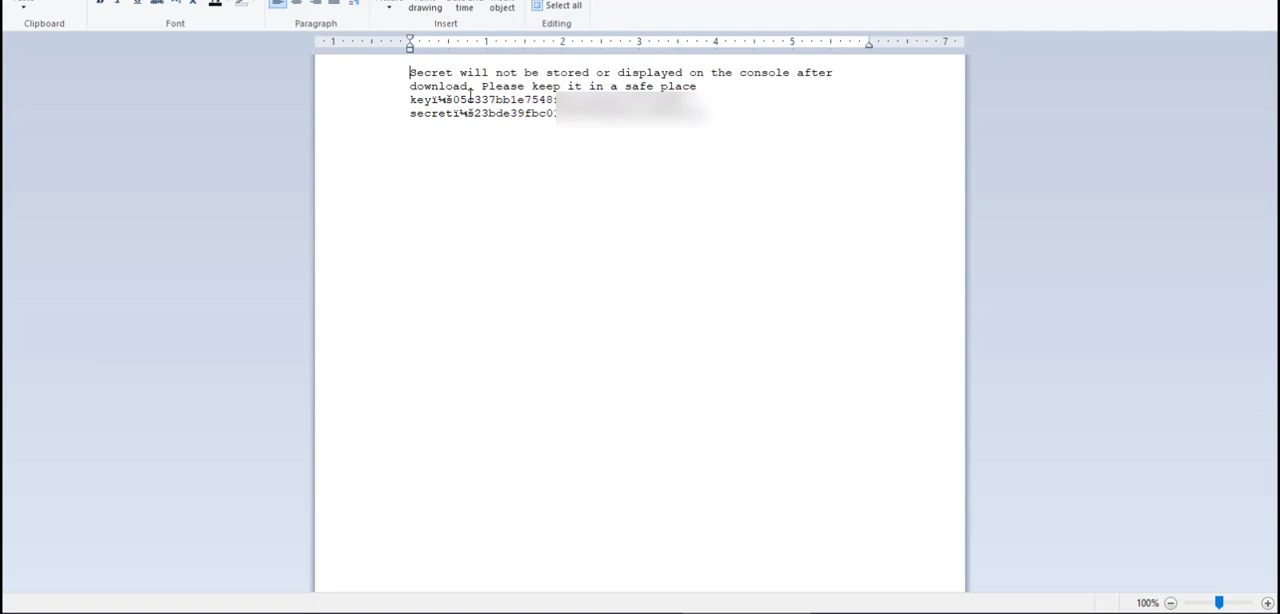 Select all
drawing time object
Clipboard Font Paragraph Insert Editing
1 1 2 3 4 5 7
Secret will not be stored or displayed on the console after
download. Please keep it in a safe place
key：05c337bb1e7548
secret：23bde39fbc0
100%